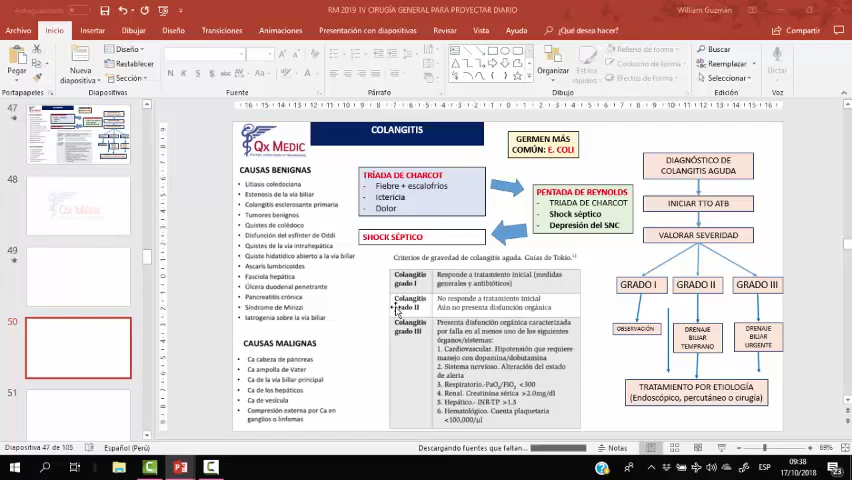 RM 2019 1V CIRUGÍA GENERAL PARA PROYECTAR DIARIO
William Guzmán
Archivo
Inicio
Insertar
Dibujar
Diseño
Transiciones
Animaciones
Presentación con diapositivas
Revisar
Vista
Ayuda
¿Qué desea hacer?
Compartir
Pegar
Nueva
diapositiva
Diseño
Restablecer
Sección
Organizar
Estilos
rápidos
Relleno de forma
Contorno de forma
Efectos de forma
Buscar
Reemplazar
Seleccionar
Dictar
Portapapeles
Diapositivas
Fuente
Párrafo
Dibujo
Edición
Voz
47
48
49
50
51
Qx MEDIC
COLANGITIS
GERMEN MÁS
COMÚN: E. COLI
CAUSAS BENIGNAS
• Litiasis coledociana
• Estenosis de la vía biliar
• Colangitis esclerosante primaria
• Tumores benignos
• Quistes de colédoco
• Disfunción del esfínter de Oddi
• Quistes de la vía intrahepática
• Quiste hidatídico abierto a la vía biliar
• Ascaris lumbricoides
• Fasciola hepática
• Úlcera duodenal penetrante
• Pancreatitis crónica
• Síndrome de Mirizzi
• Iatrogenia sobre la vía biliar
CAUSAS MALIGNAS
• Ca cabeza de páncreas
• Ca ampolla de Vater
• Ca de la vía biliar principal
• Ca de los hepáticos
• Ca de vesícula
• Compresión externa por Ca en
ganglios o linfomas
TRÍADA DE CHARCOT
- Fiebre + escalofríos
- Ictericia
- Dolor
PENTADA DE REYNOLDS
- TRIADA DE CHARCOT
- Shock séptico
- Depresión del SNC
SHOCK SÉPTICO
Criterios de gravedad de colangitis aguda. Guías de Tokio.
Colangitis
grado I
Responde a tratamiento inicial (medidas
generales y antibióticos)
Colangitis
grado II
No responde a tratamiento inicial
Aún no presenta disfunción orgánica
Colangitis
grado III
Presenta disfunción orgánica caracterizada
por falla en al menos uno de los siguientes
órganos/sistemas:
1. Cardiovascular. Hipotensión que requiere
manejo con dopamina/dobutamina
2. Sistema nervioso. Alteración del estado
de alerta
3. Respiratorio.-PaO2/FIO2 <300
4. Renal. Creatinina sérica >2.0mg/dl
5. Hepático.- INR-TP >1.5
6. Hematológico. Cuenta plaquetaria
<100,000/µl
DIAGNÓSTICO DE
COLANGITIS AGUDA
INICIAR TTO ATB
VALORAR SEVERIDAD
GRADO I
GRADO II
GRADO III
OBSERVACIÓN
DRENAJE
BILIAR
TEMPRANO
DRENAJE
BILIAR
URGENTE
TRATAMIENTO POR ETIOLOGÍA
(Endoscópico, percutáneo o cirugía)
Diapositiva 47 de 105
Español (Perú)
Descargando fuentes que faltan...
Notas
69%
ESP
09:38
17/10/2018